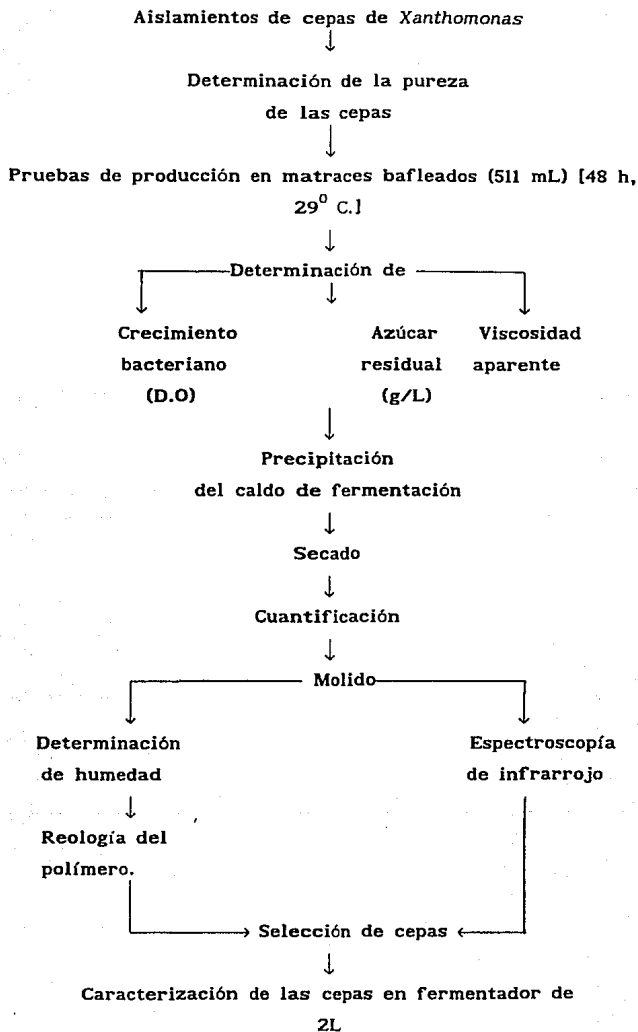 Aislamientos de cepas de Xanthomonas
Determinación de la pureza
de las cepas
Pruebas de producción en matraces bafleados (511 mL) [48 h,
29⁰ C.]
Determinación de
Crecimiento Azúcar Viscosidad
bacteriano residual aparente
(D.O) (g/L)
Precipitación
del caldo de fermentación
Secado
Cuantificación
Molido
Determinación Espectroscopía
de humedad de infrarrojo
Reología del
polímero.
Selección de cepas
Caracterización de las cepas en fermentador de
2L